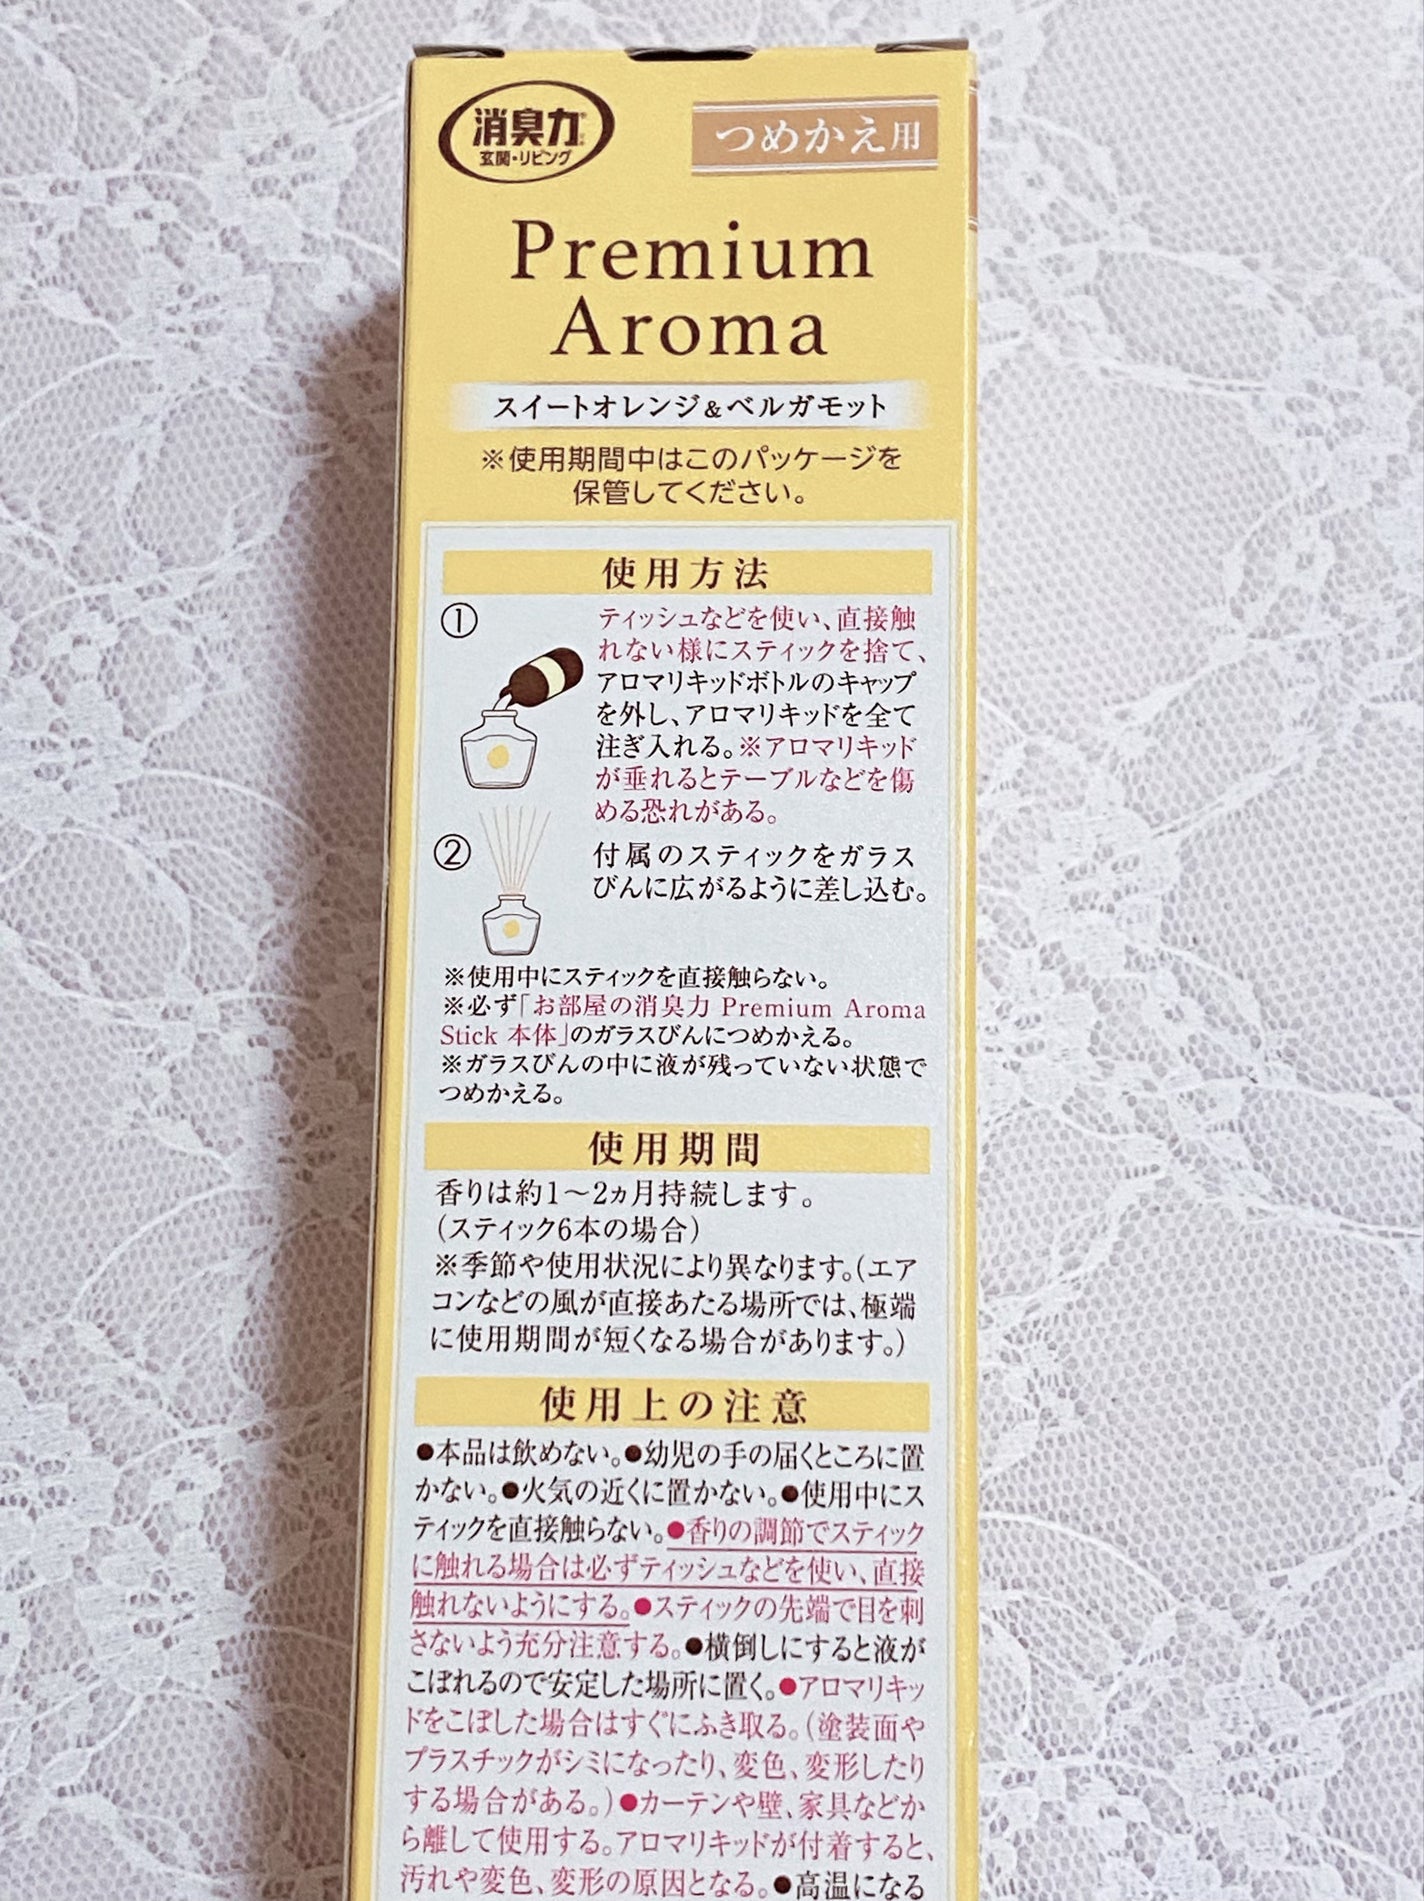 消臭力
玄関・リビング
つめかえ用
Premium
Aroma
スイートオレンジ&ベルガモット
※使用期間中はこのパッケージを
保管してください。
使用方法
①
ティッシュなどを使い、直接触
れない様にスティックを捨て、
アロマリキッドボトルのキャップ
を外し、アロマリキッドを全て
注ぎ入れる。※アロマリキッド
が垂れるとテーブルなどを傷
める恐れがある。
②
付属のスティックをガラス
びんに広がるように差し込む。
※使用中にスティックを直接触らない。
※必ず「お部屋の消臭力 Premium Aroma
Stick 本体」のガラスびんにつめかえる。
※ガラスびんの中に液が残っていない状態で
つめかえる。
使用期間
香りは約1〜2ヵ月持続します。
(スティック6本の場合)
※季節や使用状況により異なります。(エア
コンなどの風が直接あたる場所では、極端
に使用期間が短くなる場合があります。)
使用上の注意
●本品は飲めない。●幼児の手の届くところに置
かない。●火気の近くに置かない。●使用中にス
ティックを直接触らない。●香りの調節でスティック
に触れる場合は必ずティッシュなどを使い、直接
触れないようにする。●スティックの先端で目を刺
さないよう充分注意する。●横倒しにすると液が
こぼれるので安定した場所に置く。●アロマリキッ
ドをこぼした場合はすぐにふき取る。(塗装面や
プラスチックがシミになったり、変色、変形したり
する場合がある。)●カーテンや壁、家具などか
ら離して使用する。アロマリキッドが付着すると、
汚れや変色、変形の原因となる。●高温になる